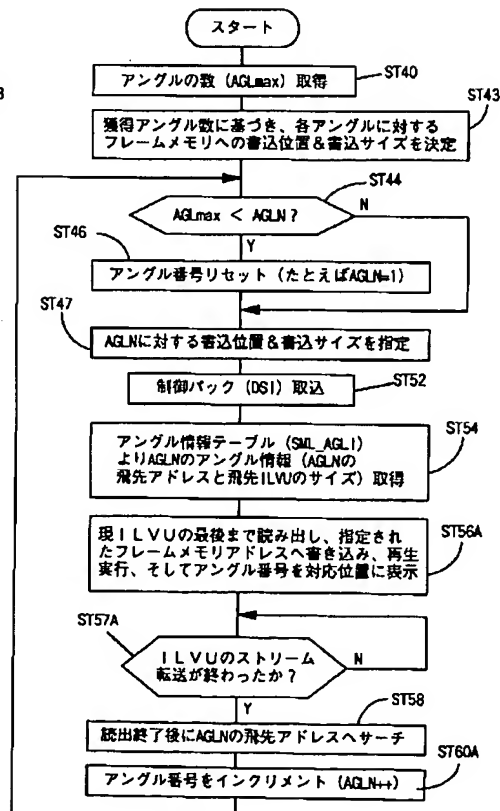 スタート
アングルの数 (AGLmax) 取得
ST40
ST43
獲得アングル数に基づき、各アングルに対する
フレームメモリへの書込位置&書込サイズを決定
ST44
AGLmax < AGLN?
N
Y
ST46
アングル番号リセット (たとえばAGLN=1)
ST47
AGLNに対する書込位置&書込サイズを指定
制御パック (DSI) 取込
ST52
ST54
アングル情報テーブル (SML_AGLI)
よりAGLNのアングル情報 (AGLNの
飛先アドレスと飛先ILVUのサイズ) 取得
現ILVUの最後まで読み出し、指定され
たフレームメモリアドレスへ書き込み、再生
実行、そしてアングル番号を対応位置に表示
ST56A
ST57A
ILVUのストリーム
転送が終わったか?
N
Y
ST58
読出終了後にAGLNの飛先アドレスへサーチ
ST60A
アングル番号をインクリメント (AGLN++)